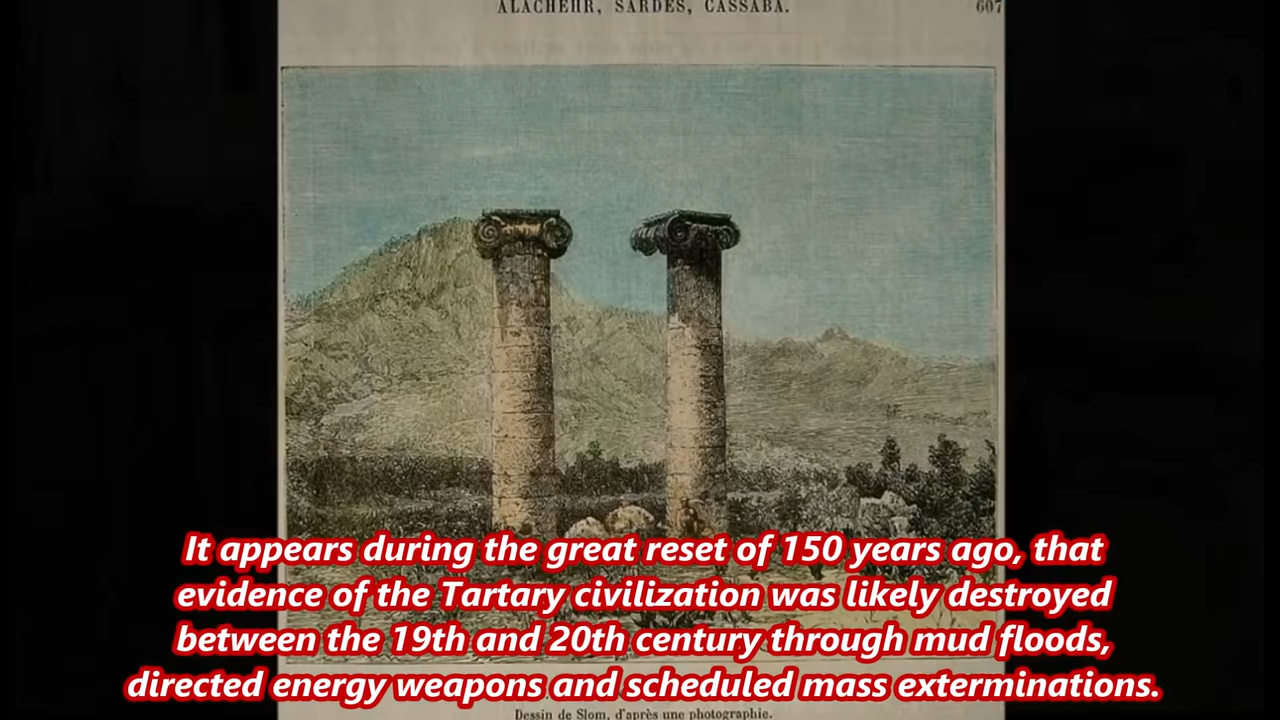 ALACHEHR, SARDES, CASSABA. 607
It appears during the great reset of 150 years ago, that
evidence of the Tartary civilization was likely destroyed
between the 19th and 20th century through mud floods,
directed energy weapons and scheduled mass exterminations.
Dessin de Slom, d'après une photographie.